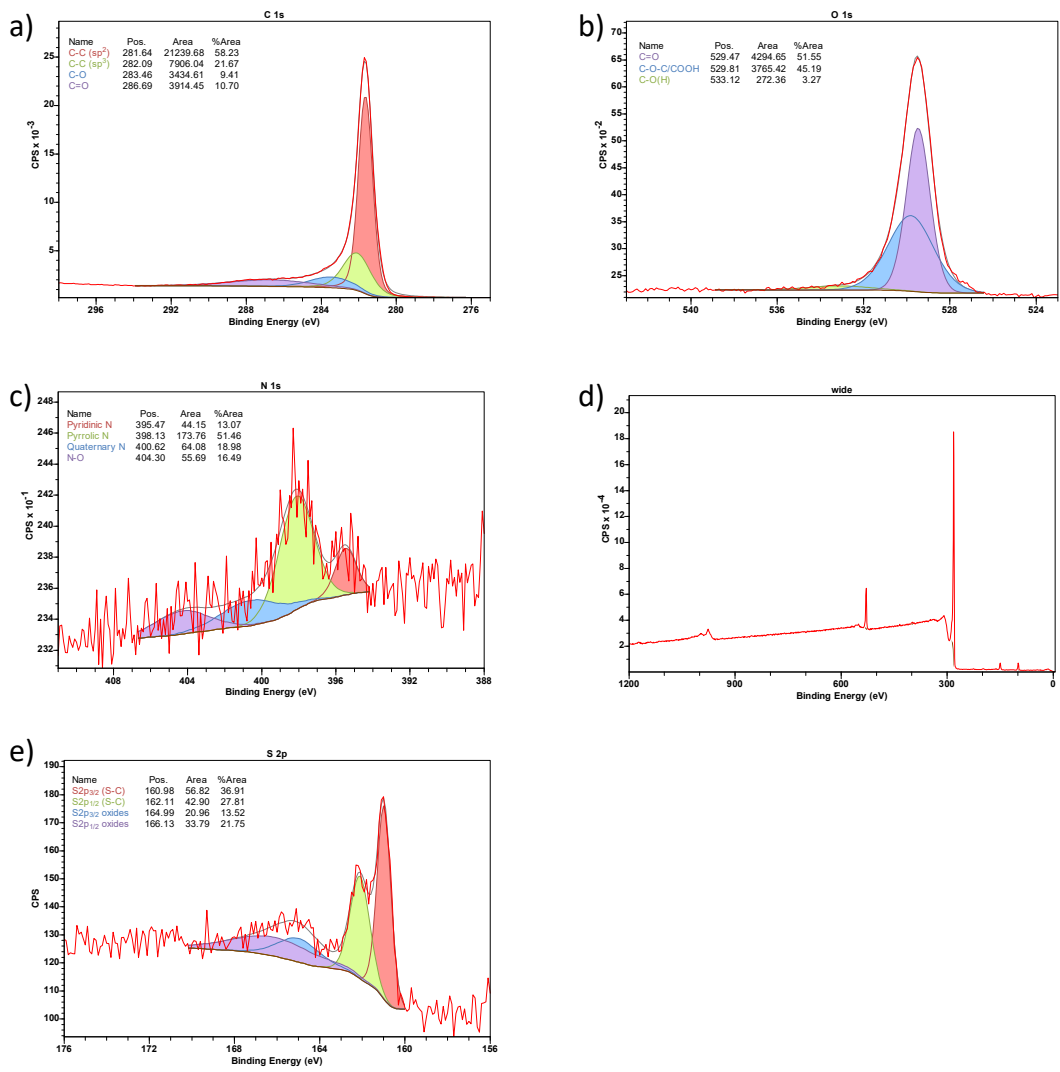 a)
C 1s
Name Pos. Area %Area
C-C (sp²) 281.64 21239.68 58.23
C-C (sp³) 282.09 7906.04 21.67
C-O 283.46 3434.61 9.41
C=O 286.69 3914.45 10.70
CPS x 10⁻³
25
20
15
10
5
296 292 288 284 280 276
Binding Energy (eV)
b)
O 1s
Name Pos. Area %Area
C=O 529.47 4294.65 51.55
C-O-C/COOH 529.81 3765.42 45.19
C-O(H) 533.12 272.36 3.27
CPS x 10⁻²
65
60
55
50
45
40
35
30
25
540 536 532 528 524
Binding Energy (eV)
c)
N 1s
Name Pos. Area %Area
Pyridinic N 395.47 44.15 13.07
Pyrrolic N 398.13 173.76 51.46
Quaternary N 400.62 64.08 18.98
N-O 404.30 55.69 16.49
CPS x 10⁻¹
248
246
244
242
240
238
236
234
232
408 404 400 396 392 388
Binding Energy (eV)
d)
wide
CPS x 10⁻⁴
20
18
16
14
12
10
8
6
4
2
1200 900 600 300 0
Binding Energy (eV)
e)
S 2p
Name Pos. Area %Area
S2p₃/₂ (S-C) 160.98 56.82 36.91
S2p₁/₂ (S-C) 162.11 42.90 27.81
S2p₃/₂ oxides 164.99 20.96 13.52
S2p₁/₂ oxides 166.13 33.79 21.75
CPS
190
180
170
160
150
140
130
120
110
100
176 172 168 164 160 156
Binding Energy (eV)